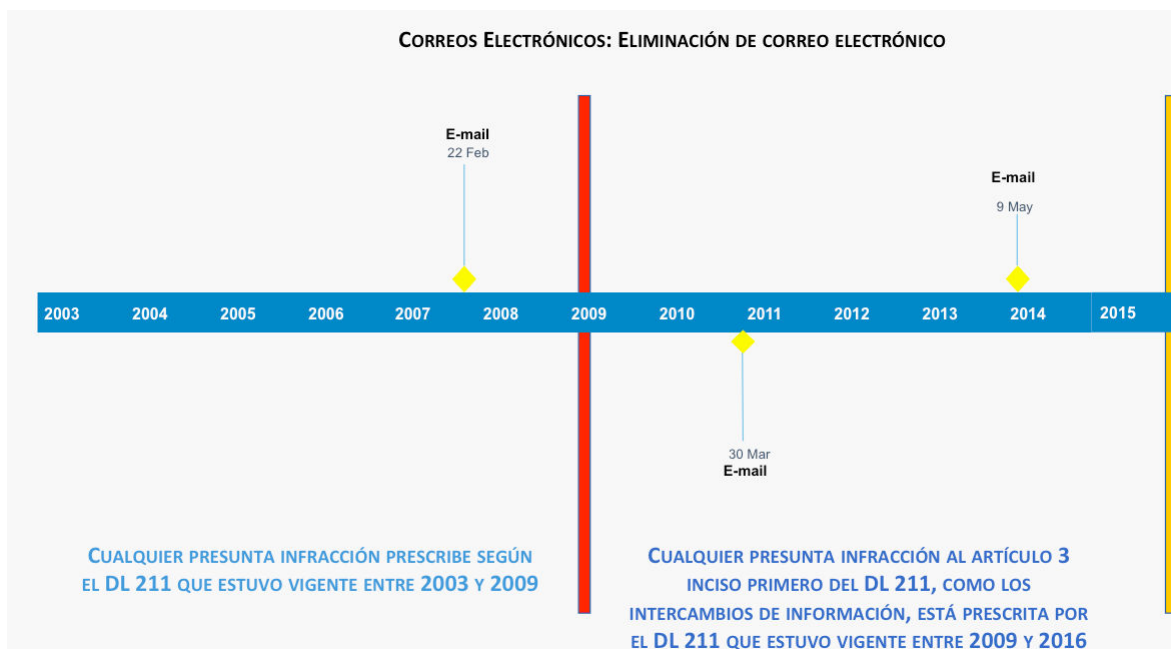 CORREOS ELECTRÓNICOS: ELIMINACIÓN DE CORREO ELECTRÓNICO
E-mail
22 Feb
E-mail
9 May
2003 2004 2005 2006 2007 2008 2009 2010 2011 2012 2013 2014 2015
30 Mar
E-mail
CUALQUIER PRESUNTA INFRACCIÓN PRESCRIBE SEGÚN
EL DL 211 QUE ESTUVO VIGENTE ENTRE 2003 Y 2009
CUALQUIER PRESUNTA INFRACCIÓN AL ARTÍCULO 3
INCISO PRIMERO DEL DL 211, COMO LOS
INTERCAMBIOS DE INFORMACIÓN, ESTÁ PRESCRITA POR
EL DL 211 QUE ESTUVO VIGENTE ENTRE 2009 Y 2016